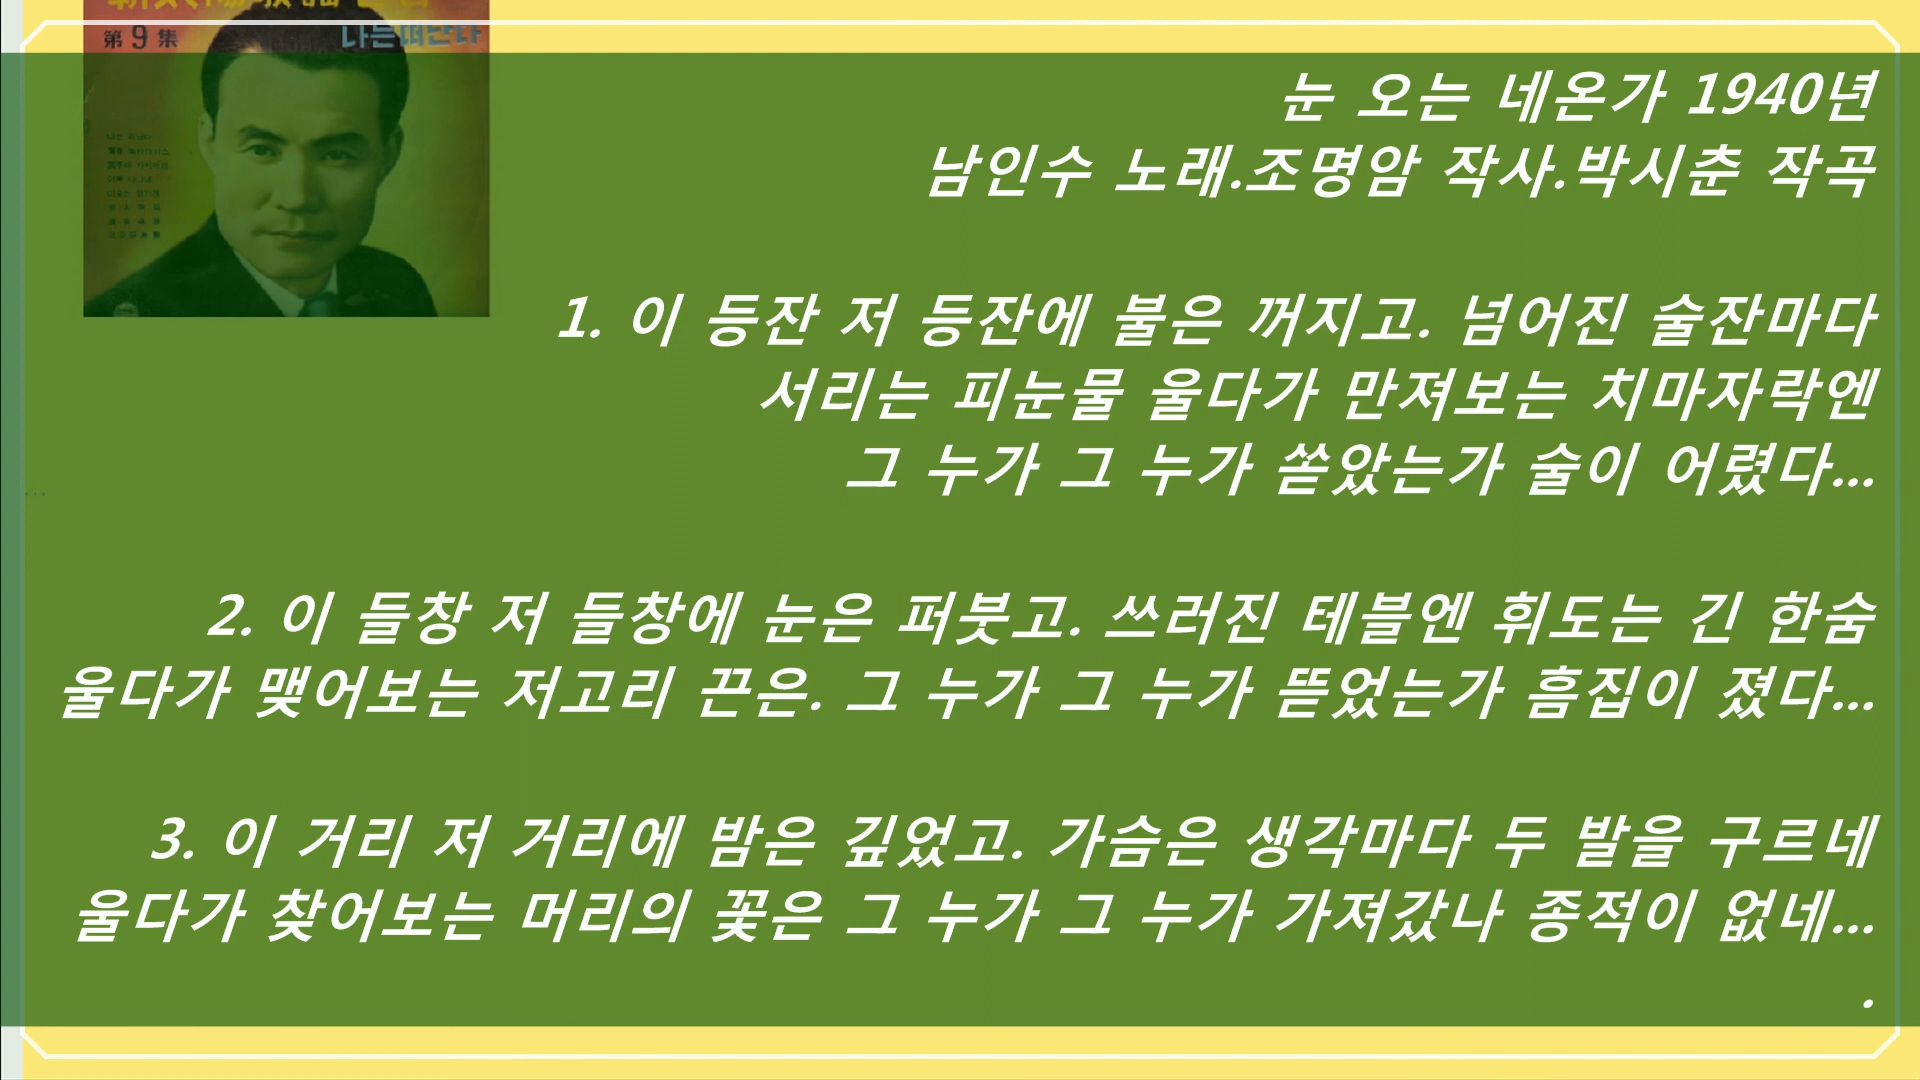 第9集
나는떠난다
눈 오는 네온가 1940년
남인수 노래.조명암 작사.박시춘 작곡
1. 이 등잔 저 등잔에 불은 꺼지고. 넘어진 술잔마다
서리는 피눈물 울다가 만져보는 치마자락엔
그 누가 그 누가 쏟았는가 술이 어렸다...
2. 이 들창 저 들창에 눈은 퍼붓고. 쓰러진 테블엔 휘도는 긴 한숨
울다가 맺어보는 저고리 끈은. 그 누가 그 누가 뜯었는가 흠집이 졌다...
3. 이 거리 저 거리에 밤은 깊었고. 가슴은 생각마다 두 발을 구르네
울다가 찾어보는 머리의 꽃은 그 누가 그 누가 가져갔나 종적이 없네...
.